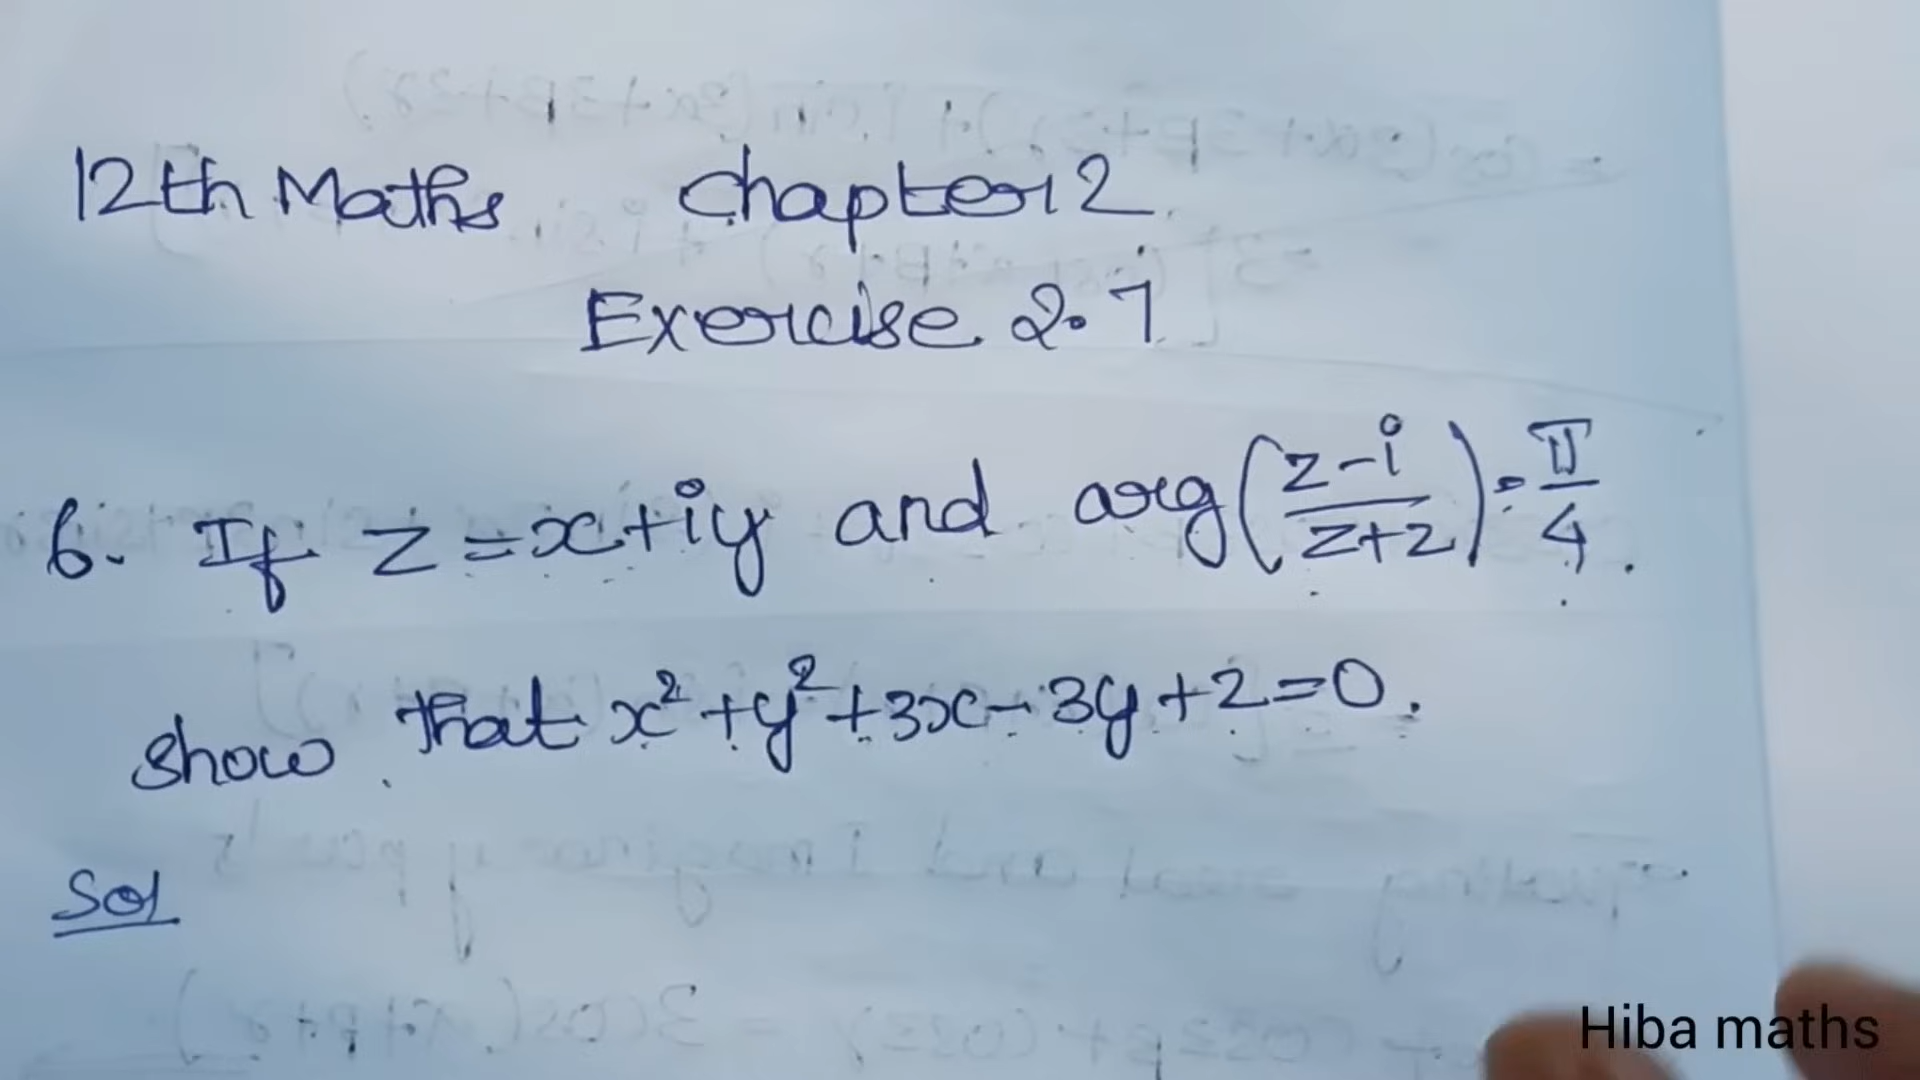 12th Maths Chapter 2
Exercise 2.7
6. If z = x+iy and arg(z-i/z+2) = π/4.
show that x²+y²+3x-3y+2=0.
Sol
Hiba maths